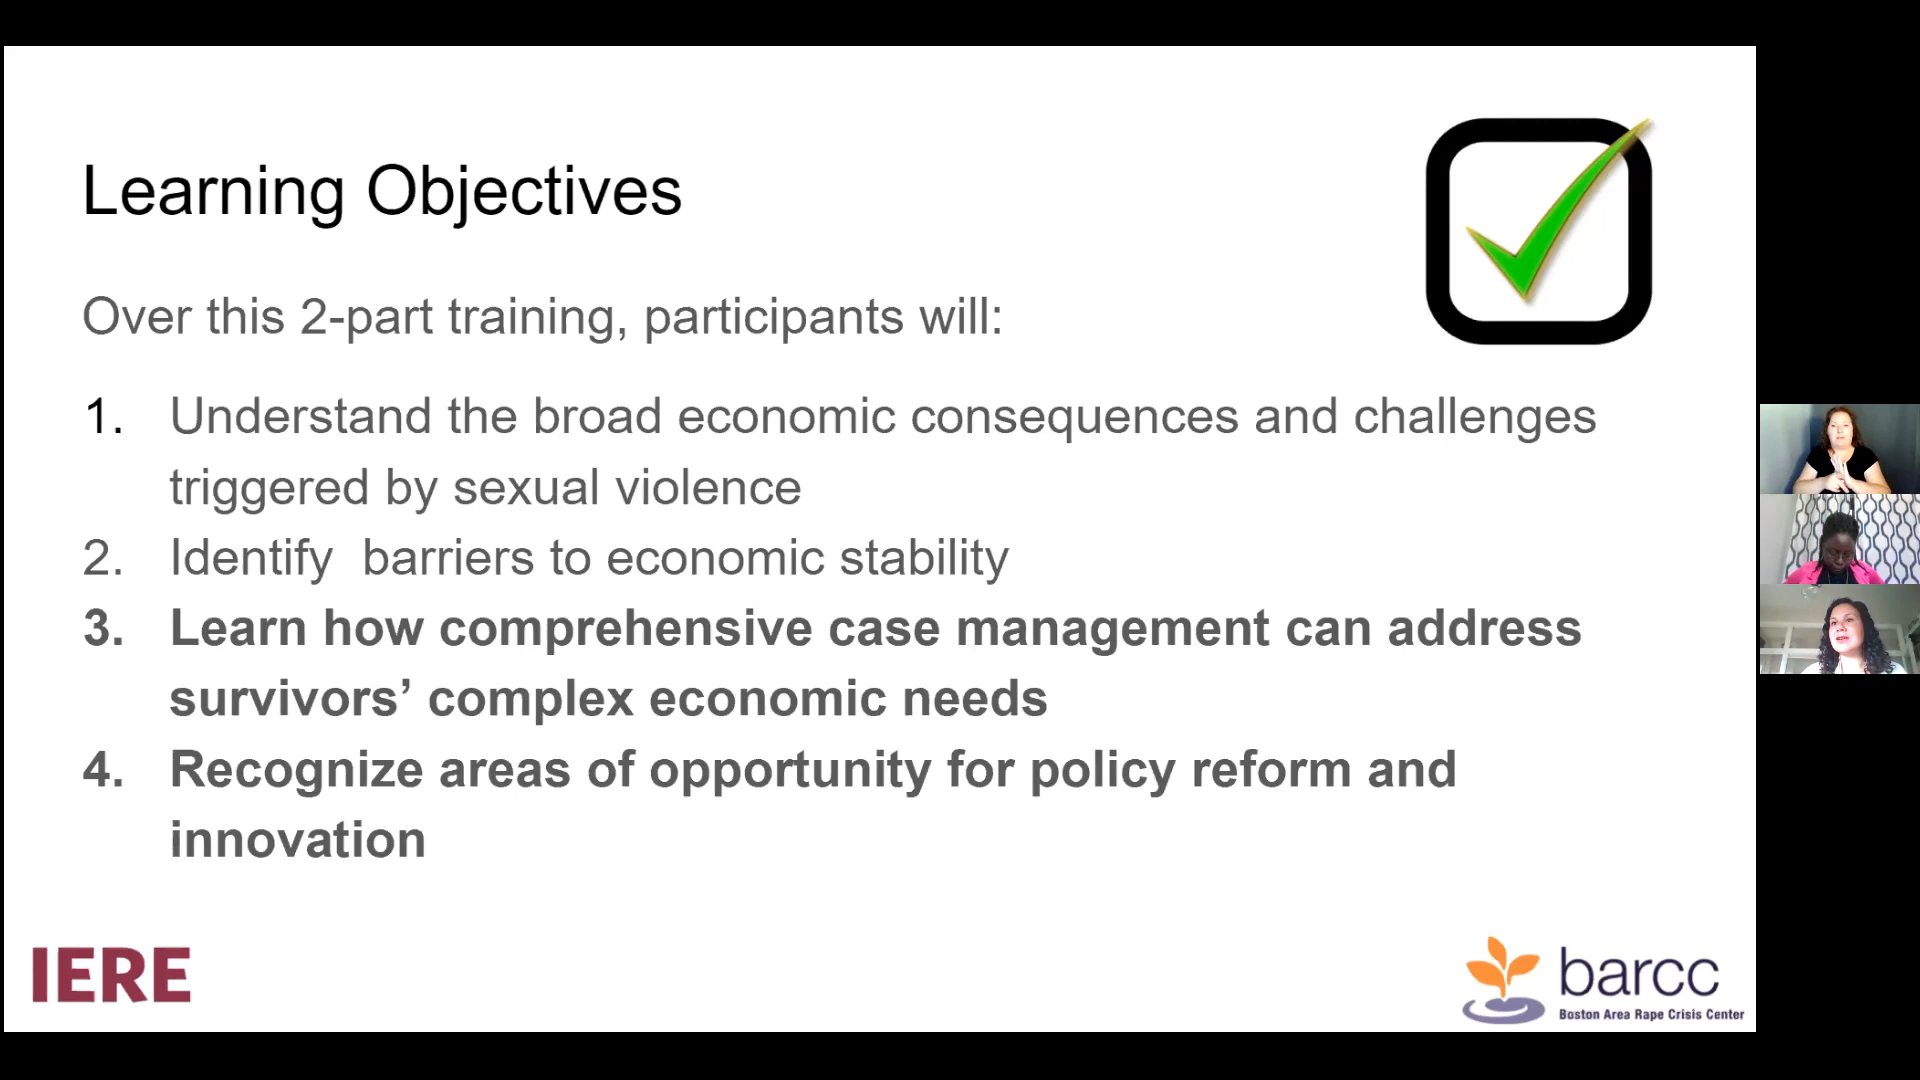 Learning Objectives
Over this 2-part training, participants will:
1. Understand the broad economic consequences and challenges
triggered by sexual violence
2. Identify  barriers to economic stability
3. Learn how comprehensive case management can address
survivors’ complex economic needs
4. Recognize areas of opportunity for policy reform and
innovation
IERE
barcc
Boston Area Rape Crisis Center